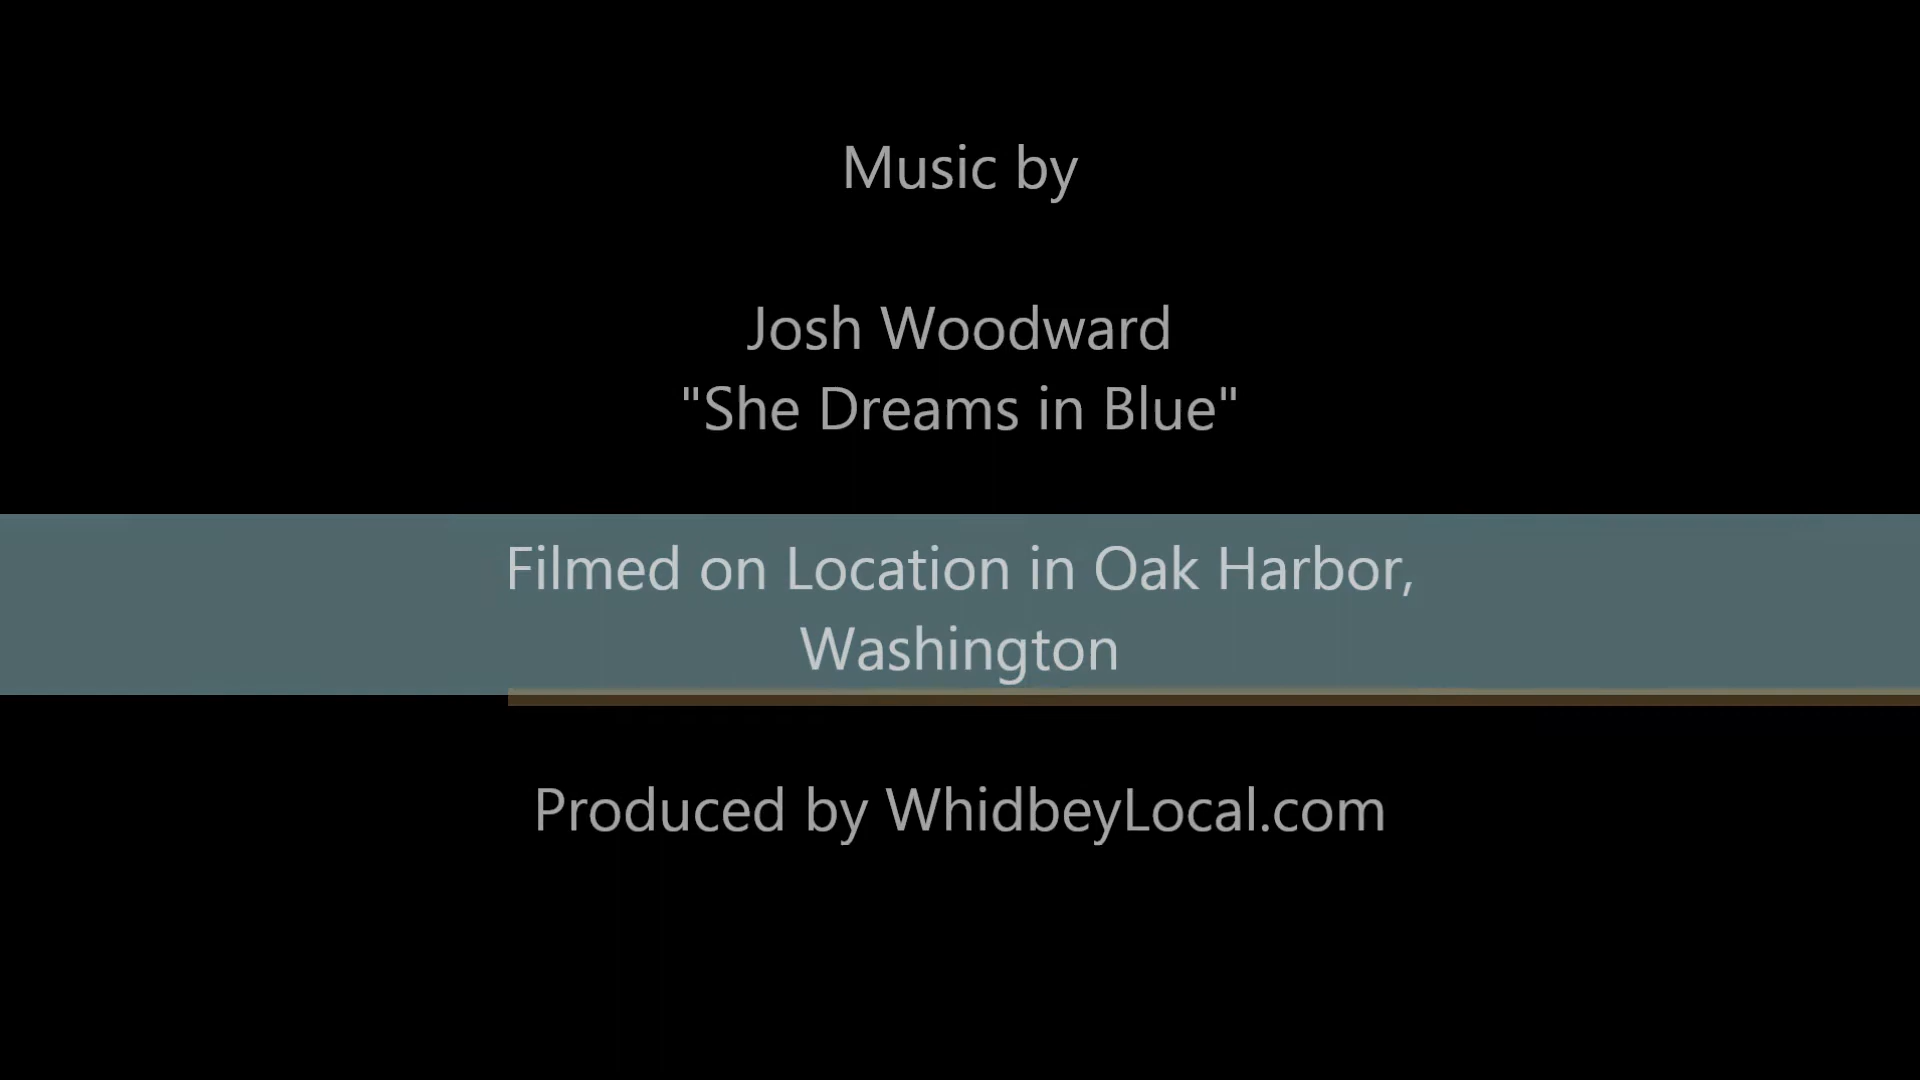 Music by
Josh Woodward
"She Dreams in Blue"
Filmed on Location in Oak Harbor,
Washington
Produced by WhidbeyLocal.com